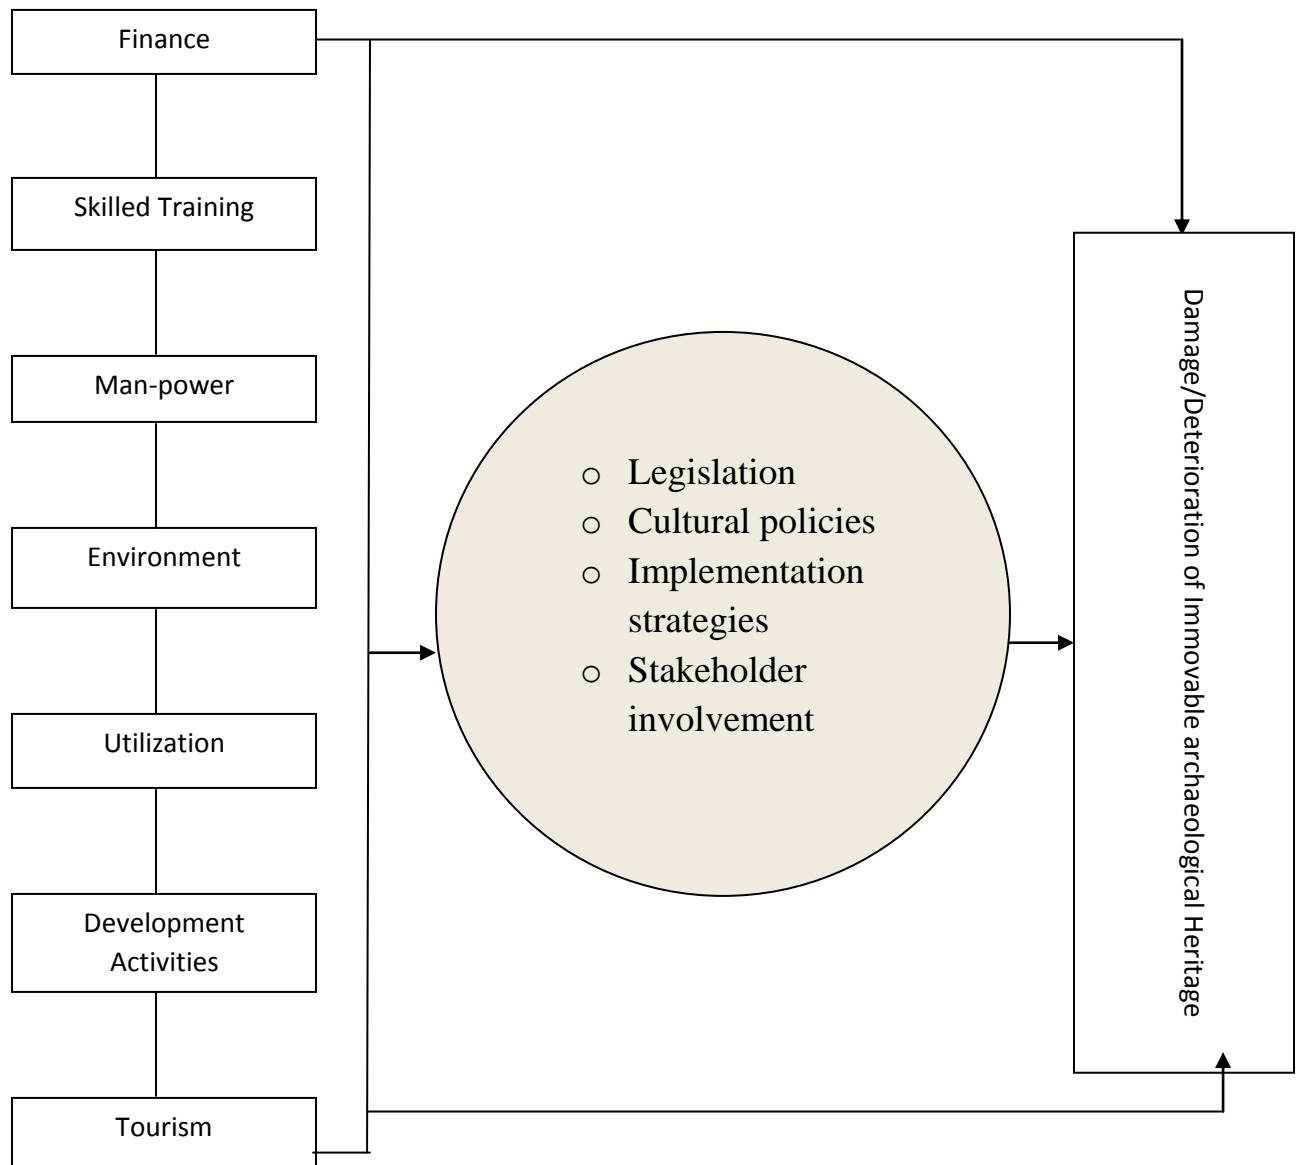 Finance
Skilled Training
Man-power
Environment
Utilization
Development
Activities
Tourism
○ Legislation
○ Cultural policies
○ Implementation
strategies
○ Stakeholder
involvement
Damage/Deterioration of Immovable archaeological Heritage